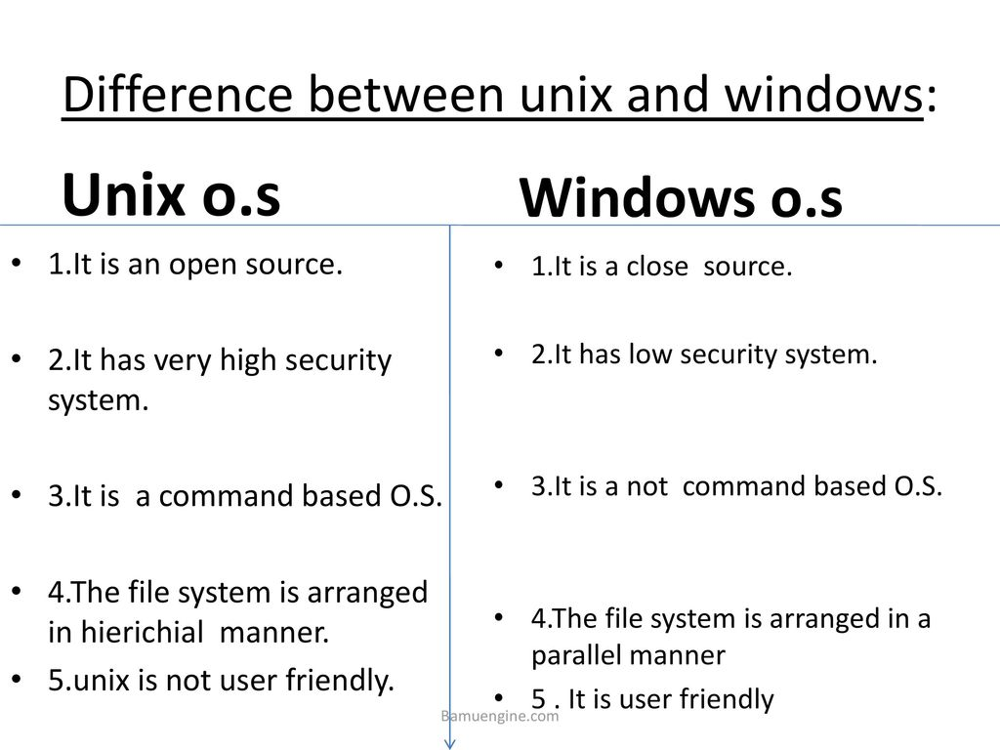 Difference between unix and windows:
Unix o.s
• 1.It is an open source.
• 2.It has very high security
system.
• 3.It is  a command based O.S.
• 4.The file system is arranged
in hierichial  manner.
• 5.unix is not user friendly.
Windows o.s
• 1.It is a close  source.
• 2.It has low security system.
• 3.It is a not  command based O.S.
• 4.The file system is arranged in a
parallel manner
• 5 . It is user friendly
Bamuengine.com